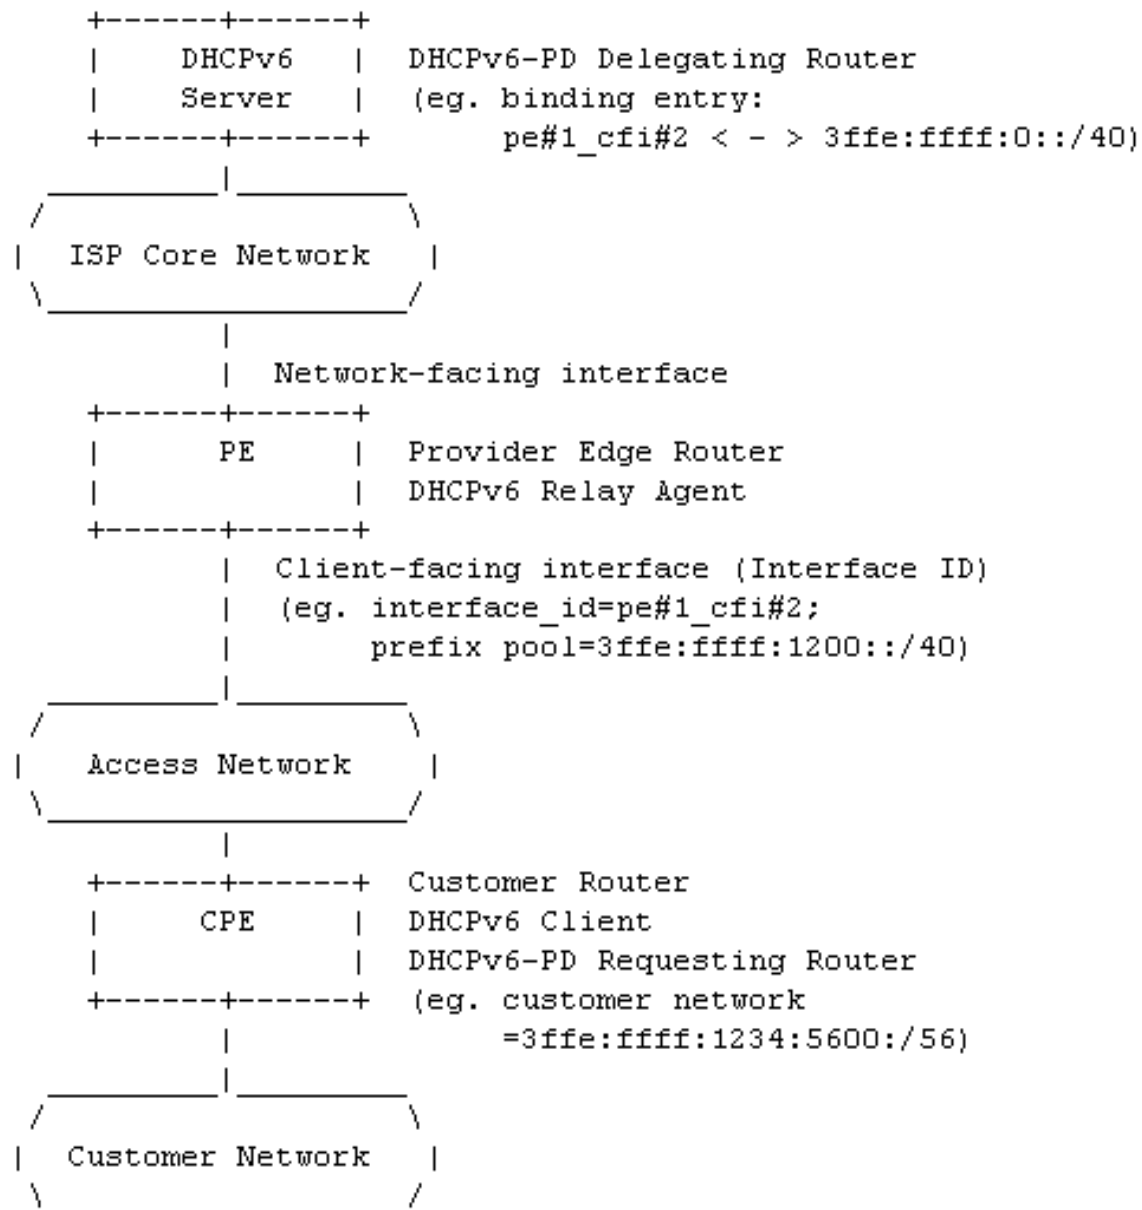 DHCPv6 DHCPv6-PD Delegating Router
Server (eg. binding entry:
pe#1_cfi#2 < - > 3ffe:ffff:0::/40)
ISP Core Network
Network-facing interface
PE Provider Edge Router
DHCPv6 Relay Agent
Client-facing interface (Interface ID)
(eg. interface_id=pe#1_cfi#2;
prefix pool=3ffe:ffff:1200::/40)
Access Network
Customer Router
CPE DHCPv6 Client
DHCPv6-PD Requesting Router
(eg. customer network
=3ffe:ffff:1234:5600:/56)
Customer Network